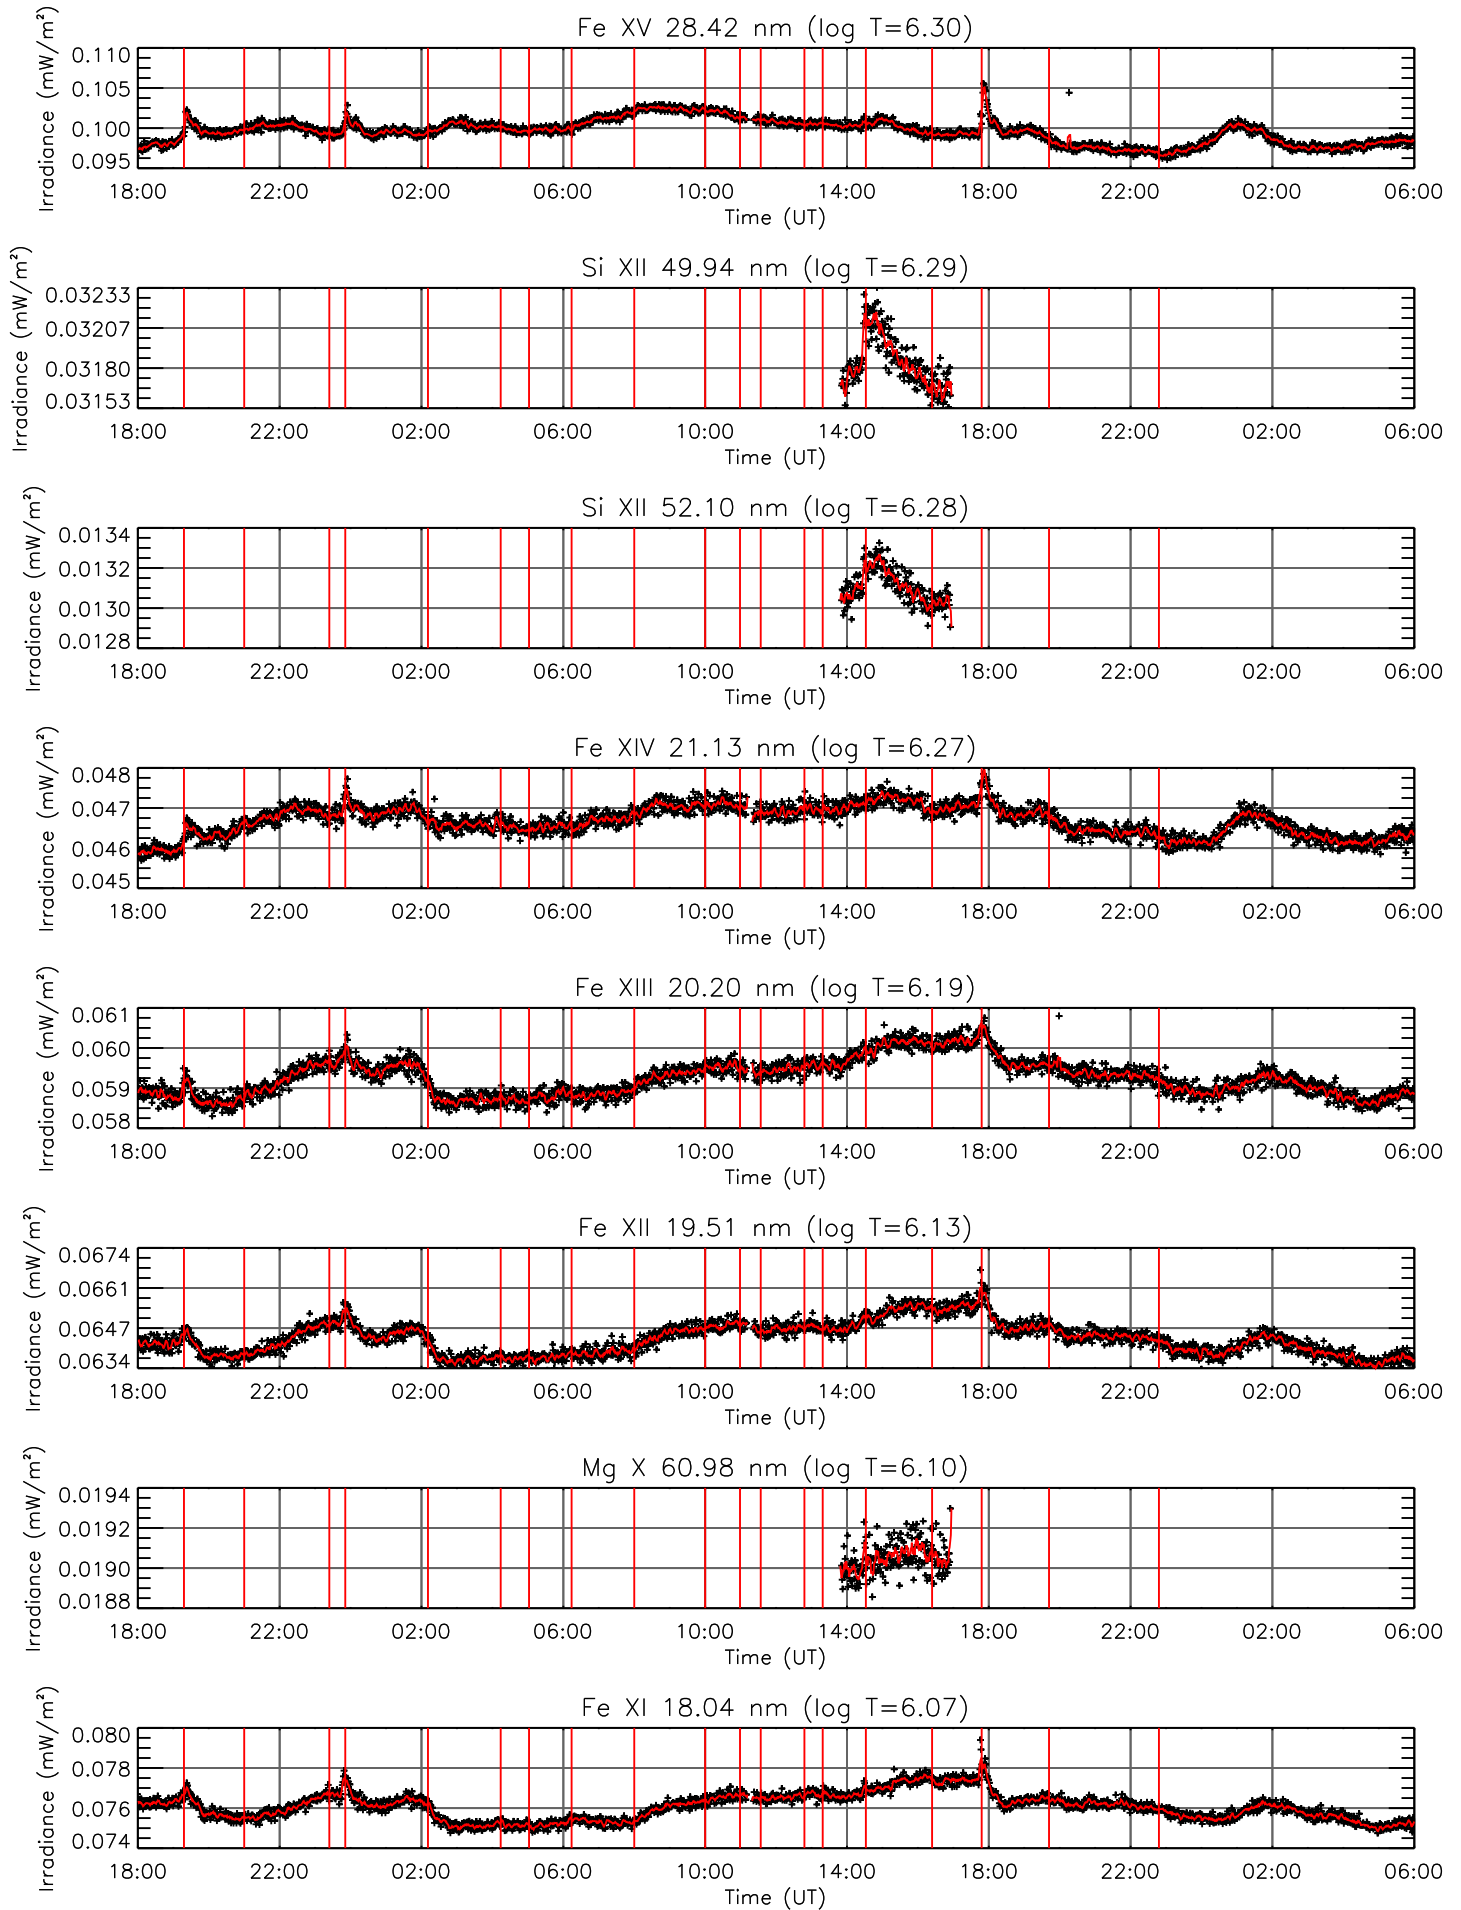 Fe XV 28.42 nm (log T=6.30)
Irradiance (mW/m²)
0.110
0.105
0.100
0.095
18:00 22:00 02:00 06:00 10:00 14:00 18:00 22:00 02:00 06:00
Time (UT)
Si XII 49.94 nm (log T=6.29)
Irradiance (mW/m²)
0.03233
0.03207
0.03180
0.03153
18:00 22:00 02:00 06:00 10:00 14:00 18:00 22:00 02:00 06:00
Time (UT)
Si XII 52.10 nm (log T=6.28)
Irradiance (mW/m²)
0.0134
0.0132
0.0130
0.0128
18:00 22:00 02:00 06:00 10:00 14:00 18:00 22:00 02:00 06:00
Time (UT)
Fe XIV 21.13 nm (log T=6.27)
Irradiance (mW/m²)
0.048
0.047
0.046
0.045
18:00 22:00 02:00 06:00 10:00 14:00 18:00 22:00 02:00 06:00
Time (UT)
Fe XIII 20.20 nm (log T=6.19)
Irradiance (mW/m²)
0.061
0.060
0.059
0.058
18:00 22:00 02:00 06:00 10:00 14:00 18:00 22:00 02:00 06:00
Time (UT)
Fe XII 19.51 nm (log T=6.13)
Irradiance (mW/m²)
0.0674
0.0661
0.0647
0.0634
18:00 22:00 02:00 06:00 10:00 14:00 18:00 22:00 02:00 06:00
Time (UT)
Mg X 60.98 nm (log T=6.10)
Irradiance (mW/m²)
0.0194
0.0192
0.0190
0.0188
18:00 22:00 02:00 06:00 10:00 14:00 18:00 22:00 02:00 06:00
Time (UT)
Fe XI 18.04 nm (log T=6.07)
Irradiance (mW/m²)
0.080
0.078
0.076
0.074
18:00 22:00 02:00 06:00 10:00 14:00 18:00 22:00 02:00 06:00
Time (UT)